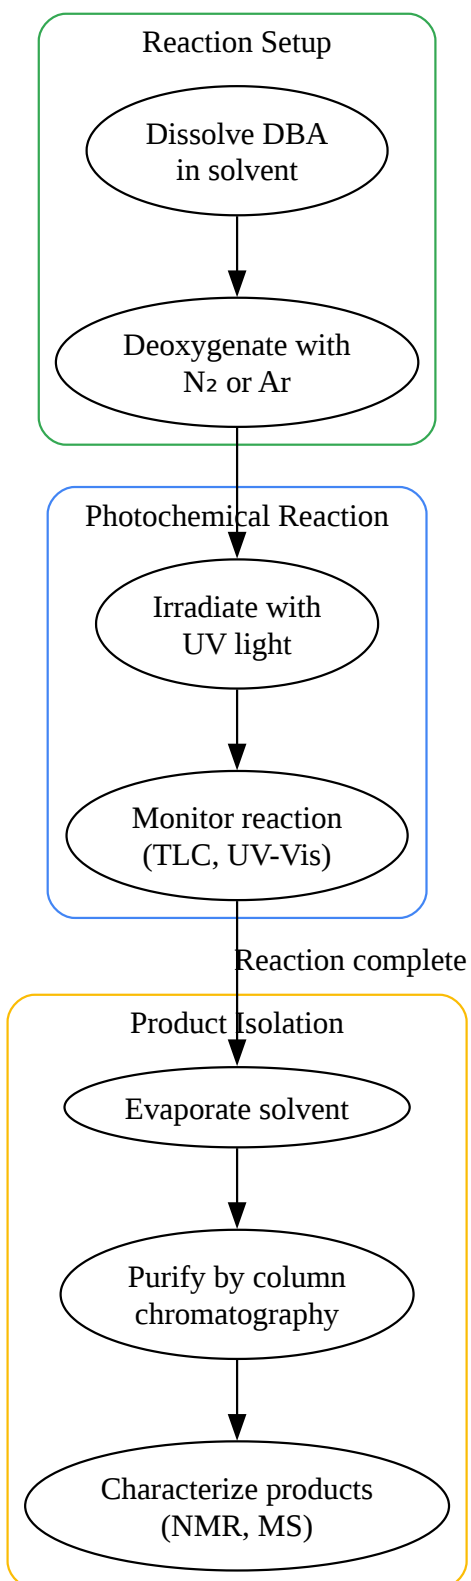 Reaction Setup
Dissolve DBA
in solvent
Deoxygenate with
N₂ or Ar
Photochemical Reaction
Irradiate with
UV light
Monitor reaction
(TLC, UV-Vis)
Reaction complete
Product Isolation
Evaporate solvent
Purify by column
chromatography
Characterize products
(NMR, MS)